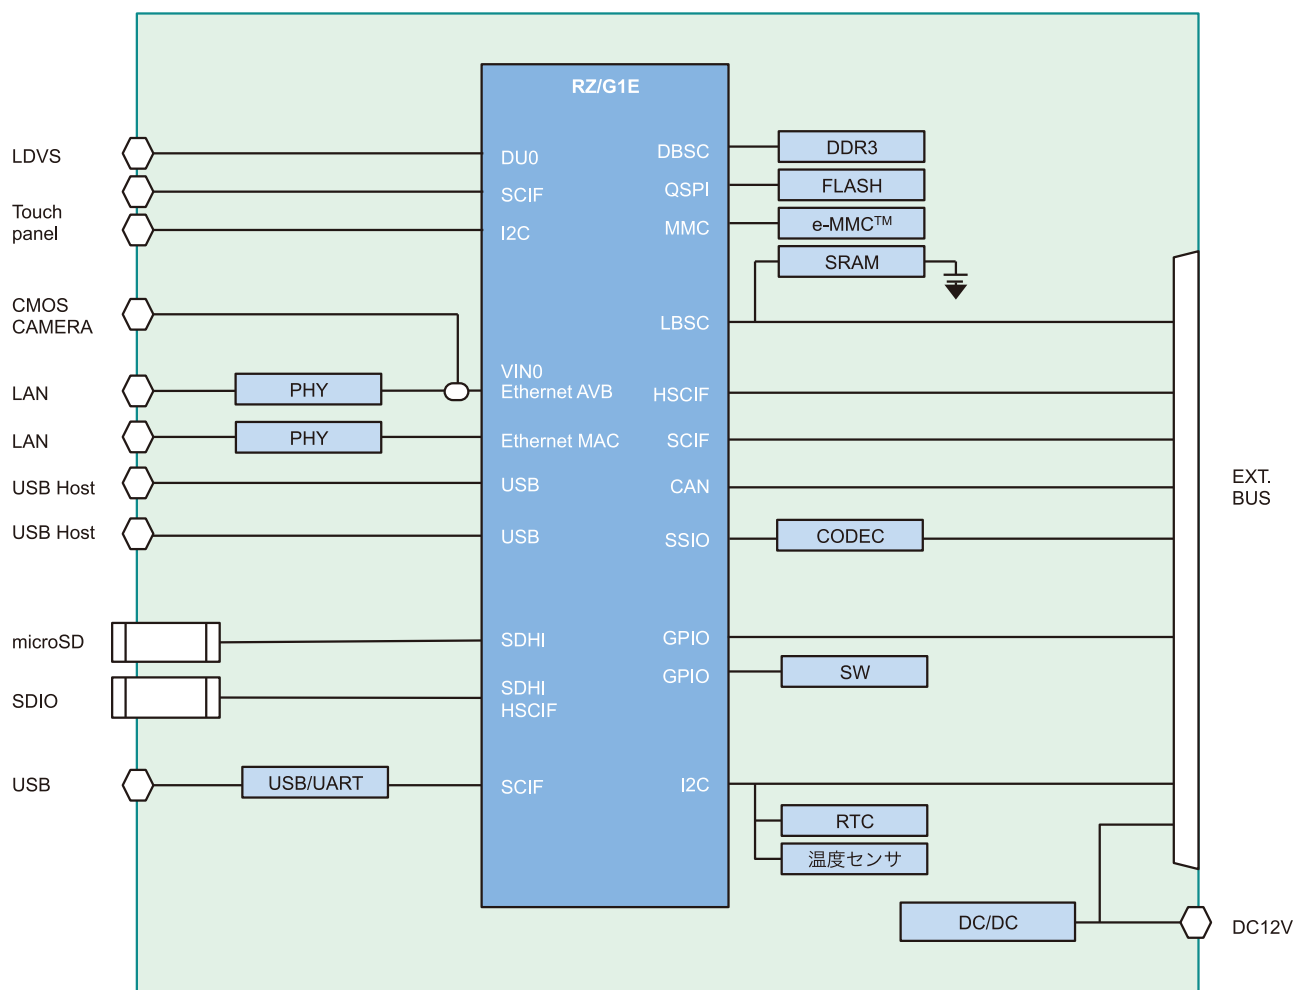 RZ/G1E
LDVS
Touch
panel
CMOS
CAMERA
LAN
LAN
USB Host
USB Host
microSD
SDIO
USB
PHY
PHY
USB/UART
DU0
SCIF
I2C
VIN0
Ethernet AVB
Ethernet MAC
USB
USB
SDHI
SDHI
HSCIF
SCIF
DBSC
QSPI
MMC
LBSC
HSCIF
SCIF
CAN
SSIO
GPIO
GPIO
I2C
DDR3
FLASH
e-MMC™
SRAM
CODEC
SW
RTC
温度センサ
DC/DC
EXT.
BUS
DC12V